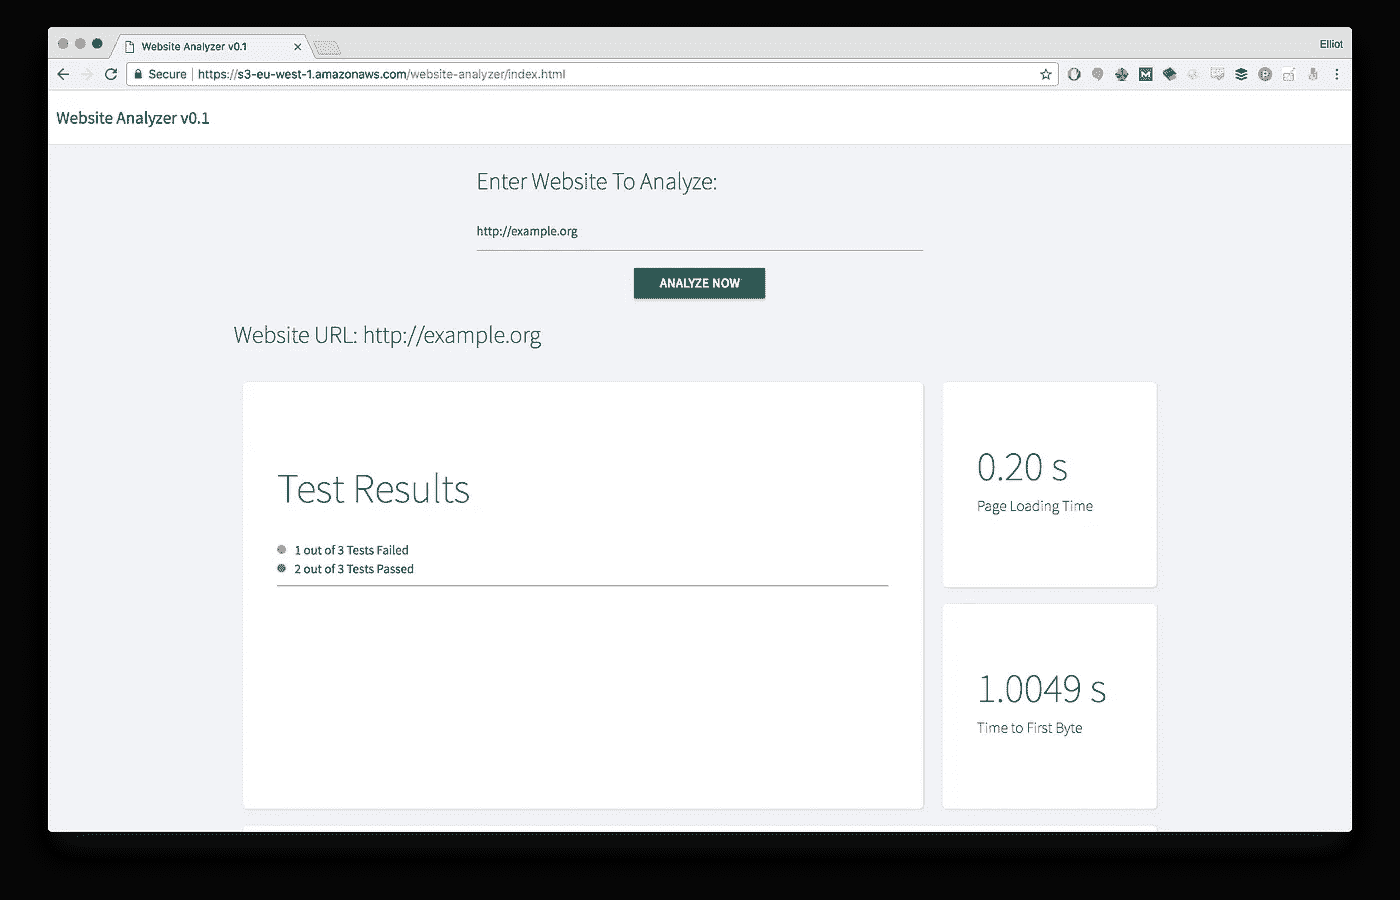 Website Analyzer v0.1
Elliot
Secure https://s3-eu-west-1.amazonaws.com/website-analyzer/index.html
Website Analyzer v0.1
Enter Website To Analyze:
http://example.org
ANALYZE NOW
Website URL: http://example.org
Test Results
1 out of 3 Tests Failed
2 out of 3 Tests Passed
0.20 s
Page Loading Time
1.0049 s
Time to First Byte